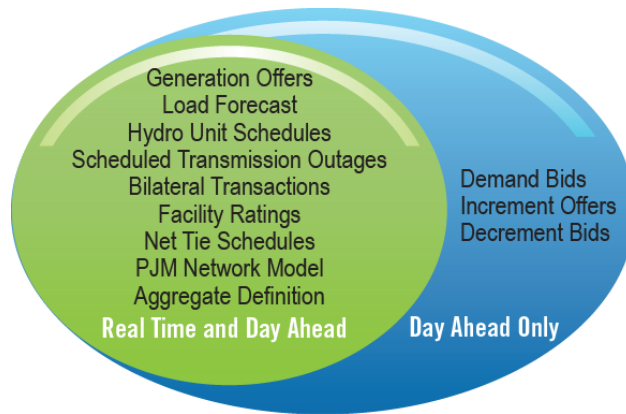 Generation Offers
Load Forecast
Hydro Unit Schedules
Scheduled Transmission Outages
Bilateral Transactions
Facility Ratings
Net Tie Schedules
PJM Network Model
Aggregate Definition
Real Time and Day Ahead
Demand Bids
Increment Offers
Decrement Bids
Day Ahead Only